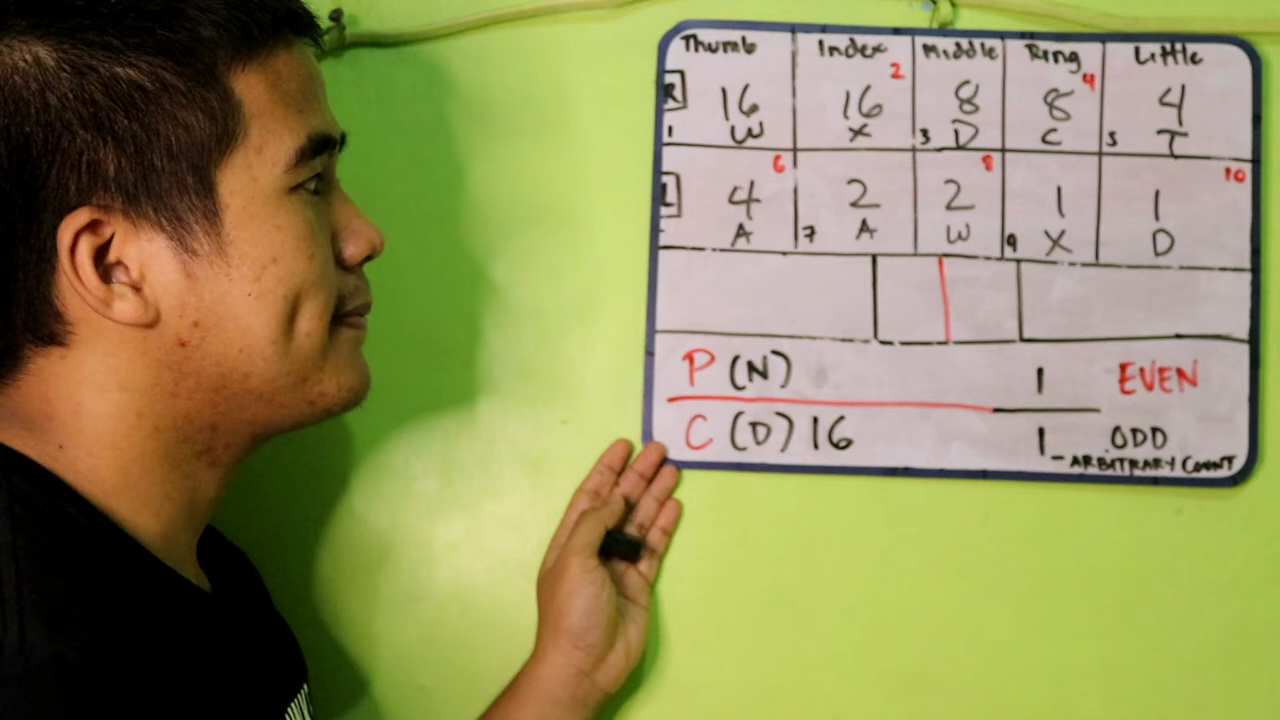 Thumb Index Middle Ring Little
2 4
R 16 16 8 8 4
1 W X 3 D C 5 T
6 8 10
4 2 2 1 1
A 7 A W 9 X D
P (N) 1 EVEN
C (D) 16 1 ODD
- ARBITRARY COUNT